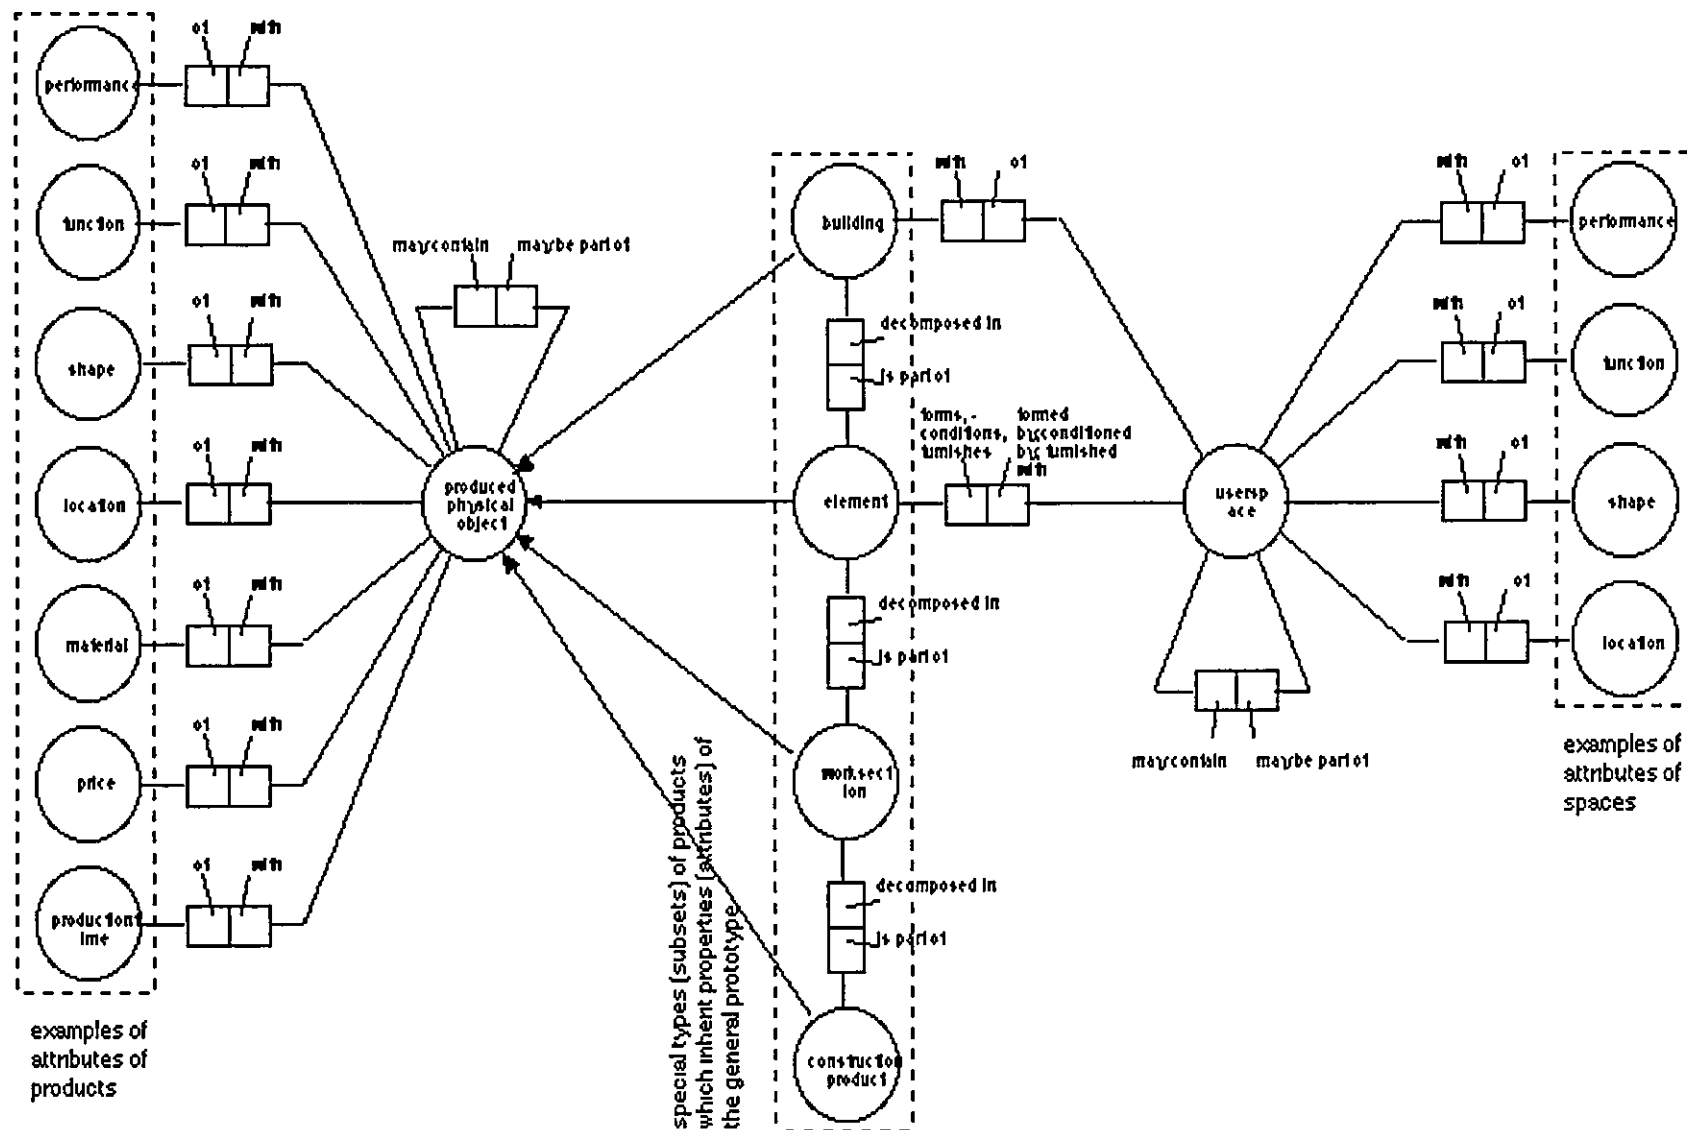 of with
performance
of with
function
of with
shape
of with
location
of with
material
of with
price
of with
production t
ime
examples of
attributes of
products
may contain may be part of
produced
physical
object
special types (subsets) of products
which inherit properties (attributes) of
the general prototype
building
with of
decomposed in
is part of
element
forms, -
conditions,
furnishes
formed
by,conditioned
by, furnished
with
decomposed in
is part of
worksect
ion
decomposed in
is part of
construction
product
usersp
ace
may contain may be part of
with of
performance
with of
function
with of
shape
with of
location
examples of
attributes of
spaces